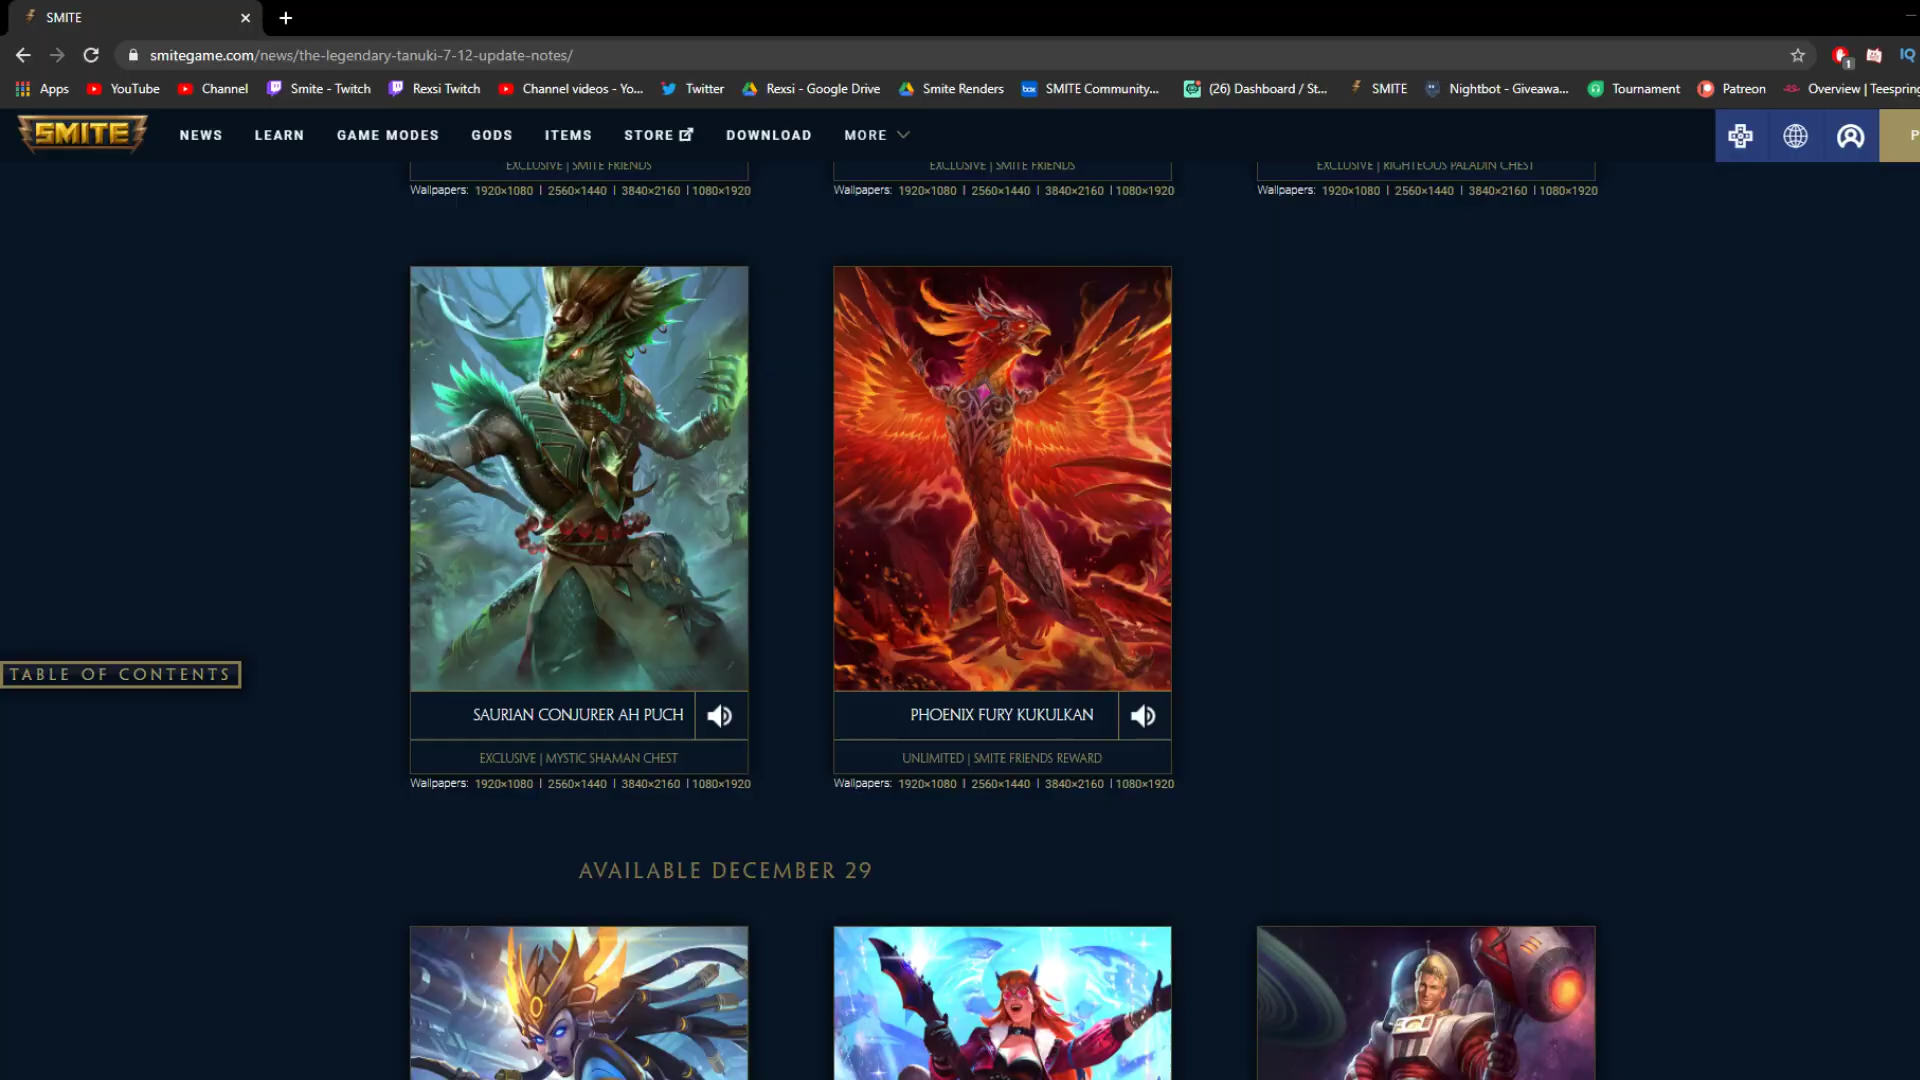 SMITE
smitegame.com/news/the-legendary-tanuki-7-12-update-notes/
1
IQ
Apps YouTube Channel Smite - Twitch Rexsi Twitch Channel videos - Yo... Twitter Rexsi - Google Drive Smite Renders box SMITE Community... (26) Dashboard / St... SMITE Nightbot - Giveawa... Tournament Patreon Overview | Teespring
SMITE NEWS LEARN GAME MODES GODS ITEMS STORE DOWNLOAD MORE P
EXCLUSIVE | SMITE FRIENDS EXCLUSIVE | SMITE FRIENDS EXCLUSIVE | RIGHTEOUS PALADIN CHEST
Wallpapers: 1920×1080 | 2560×1440 | 3840×2160 | 1080×1920 Wallpapers: 1920×1080 | 2560×1440 | 3840×2160 | 1080×1920 Wallpapers: 1920×1080 | 2560×1440 | 3840×2160 | 1080×1920
TABLE OF CONTENTS
SAURIAN CONJURER AH PUCH PHOENIX FURY KUKULKAN
EXCLUSIVE | MYSTIC SHAMAN CHEST UNLIMITED | SMITE FRIENDS REWARD
Wallpapers: 1920×1080 | 2560×1440 | 3840×2160 | 1080×1920 Wallpapers: 1920×1080 | 2560×1440 | 3840×2160 | 1080×1920
AVAILABLE DECEMBER 29